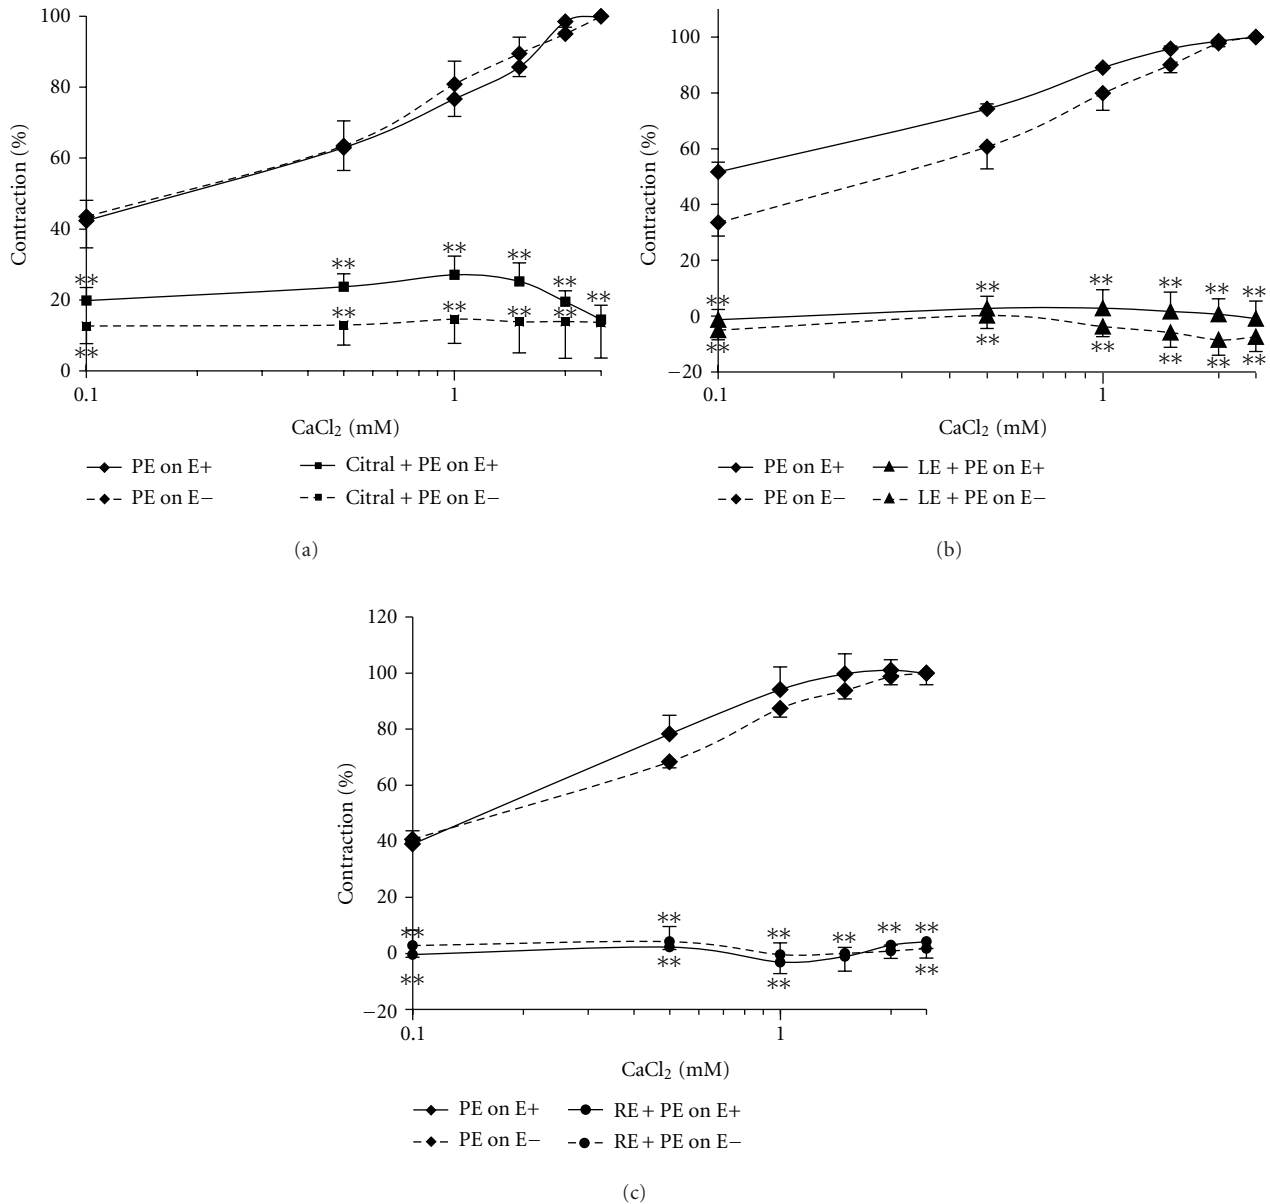 100
80
60
40
20
0
Contraction (%)
**
**
**
**
**
**
**
**
**
**
**
0.1
1
CaCl₂ (mM)
PE on E+
Citral + PE on E+
PE on E−
Citral + PE on E−
(a)
100
80
60
40
20
0
−20
Contraction (%)
**
**
**
**
**
**
**
**
**
**
**
**
0.1
1
CaCl₂ (mM)
PE on E+
LE + PE on E+
PE on E−
LE + PE on E−
(b)
120
100
80
60
40
20
0
−20
Contraction (%)
**
**
**
**
**
**
**
**
**
**
0.1
1
CaCl₂ (mM)
PE on E+
RE + PE on E+
PE on E−
RE + PE on E−
(c)